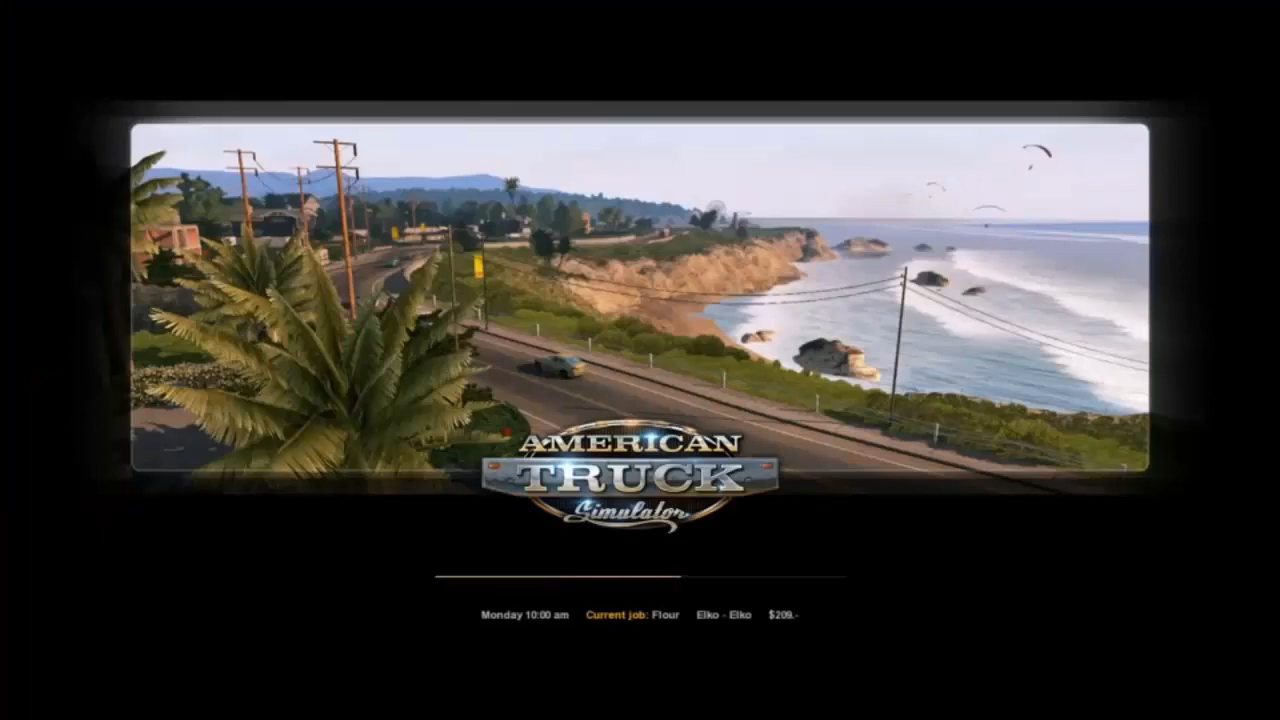 AMERICAN
TRUCK
Simulator
Monday 10:00 am Current job: Flour Elko - Elko $209.-